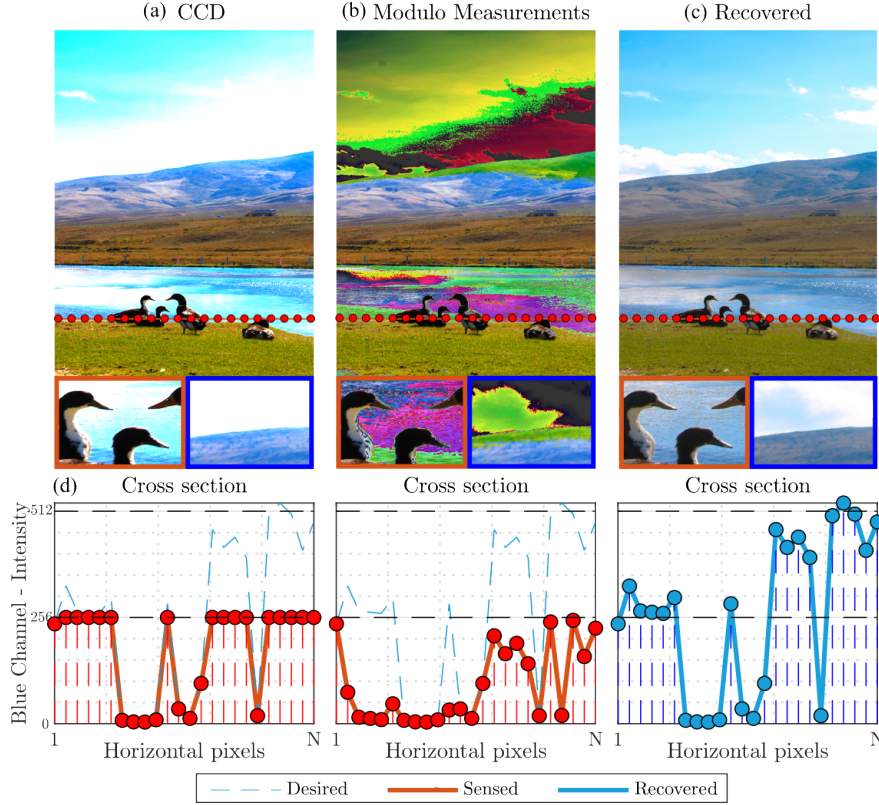 (a) CCD
(b) Modulo Measurements
(c) Recovered
(d)
Cross section
Cross section
Cross section
Blue Channel - Intensity
512
256
0
1
Horizontal pixels
N
1
Horizontal pixels
N
1
Horizontal pixels
N
Desired
Sensed
Recovered